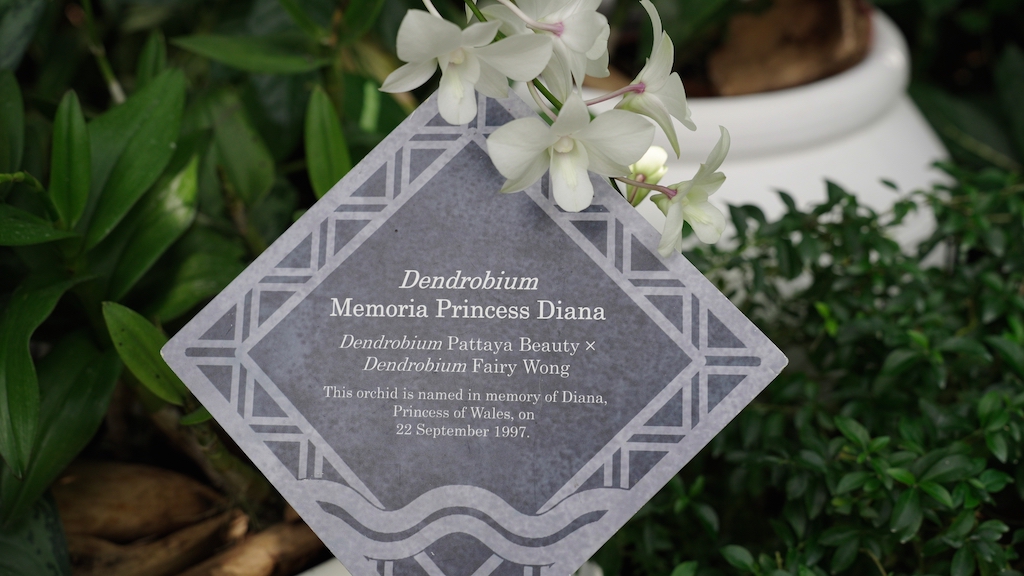 Dendrobium
Memoria Princess Diana
Dendrobium Pattaya Beauty ×
Dendrobium Fairy Wong
This orchid is named in memory of Diana,
Princess of Wales, on
22 September 1997.